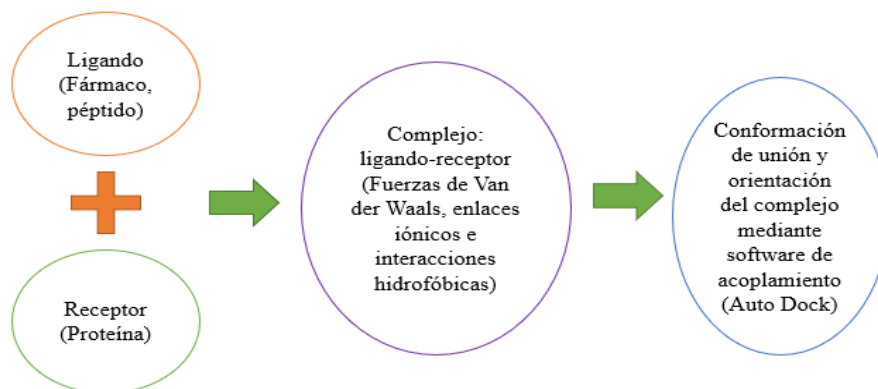 Ligando
(Fármaco,
péptido)
Receptor
(Proteína)
Complejo:
ligando-receptor
(Fuerzas de Van
der Waals, enlaces
iónicos e
interacciones
hidrofóbicas)
Conformación
de unión y
orientación
del complejo
mediante
software de
acoplamiento
(Auto Dock)